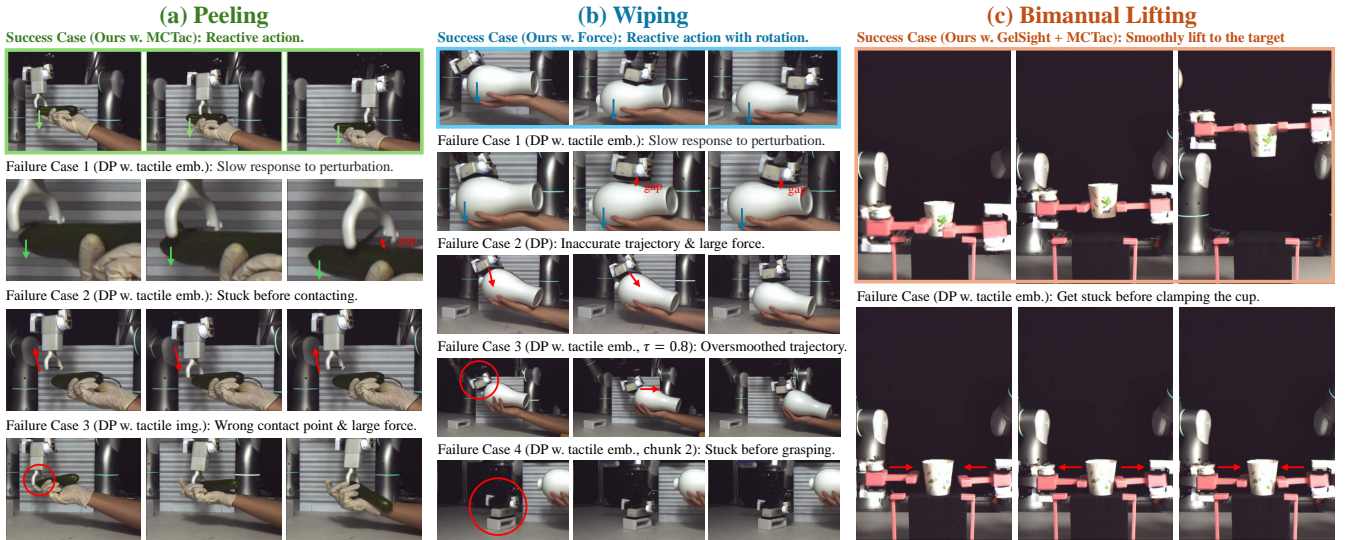 (a) Peeling
Success Case (Ours w. MCTac): Reactive action.
Failure Case 1 (DP w. tactile emb.): Slow response to perturbation.
gap
Failure Case 2 (DP w. tactile emb.): Stuck before contacting.
Failure Case 3 (DP w. tactile img.): Wrong contact point & large force.
(b) Wiping
Success Case (Ours w. Force): Reactive action with rotation.
Failure Case 1 (DP w. tactile emb.): Slow response to perturbation.
gap
gap
Failure Case 2 (DP): Inaccurate trajectory & large force.
Failure Case 3 (DP w. tactile emb., τ = 0.8): Oversmoothed trajectory.
Failure Case 4 (DP w. tactile emb., chunk 2): Stuck before grasping.
(c) Bimanual Lifting
Success Case (Ours w. GelSight + MCTac): Smoothly lift to the target
Failure Case (DP w. tactile emb.): Get stuck before clamping the cup.